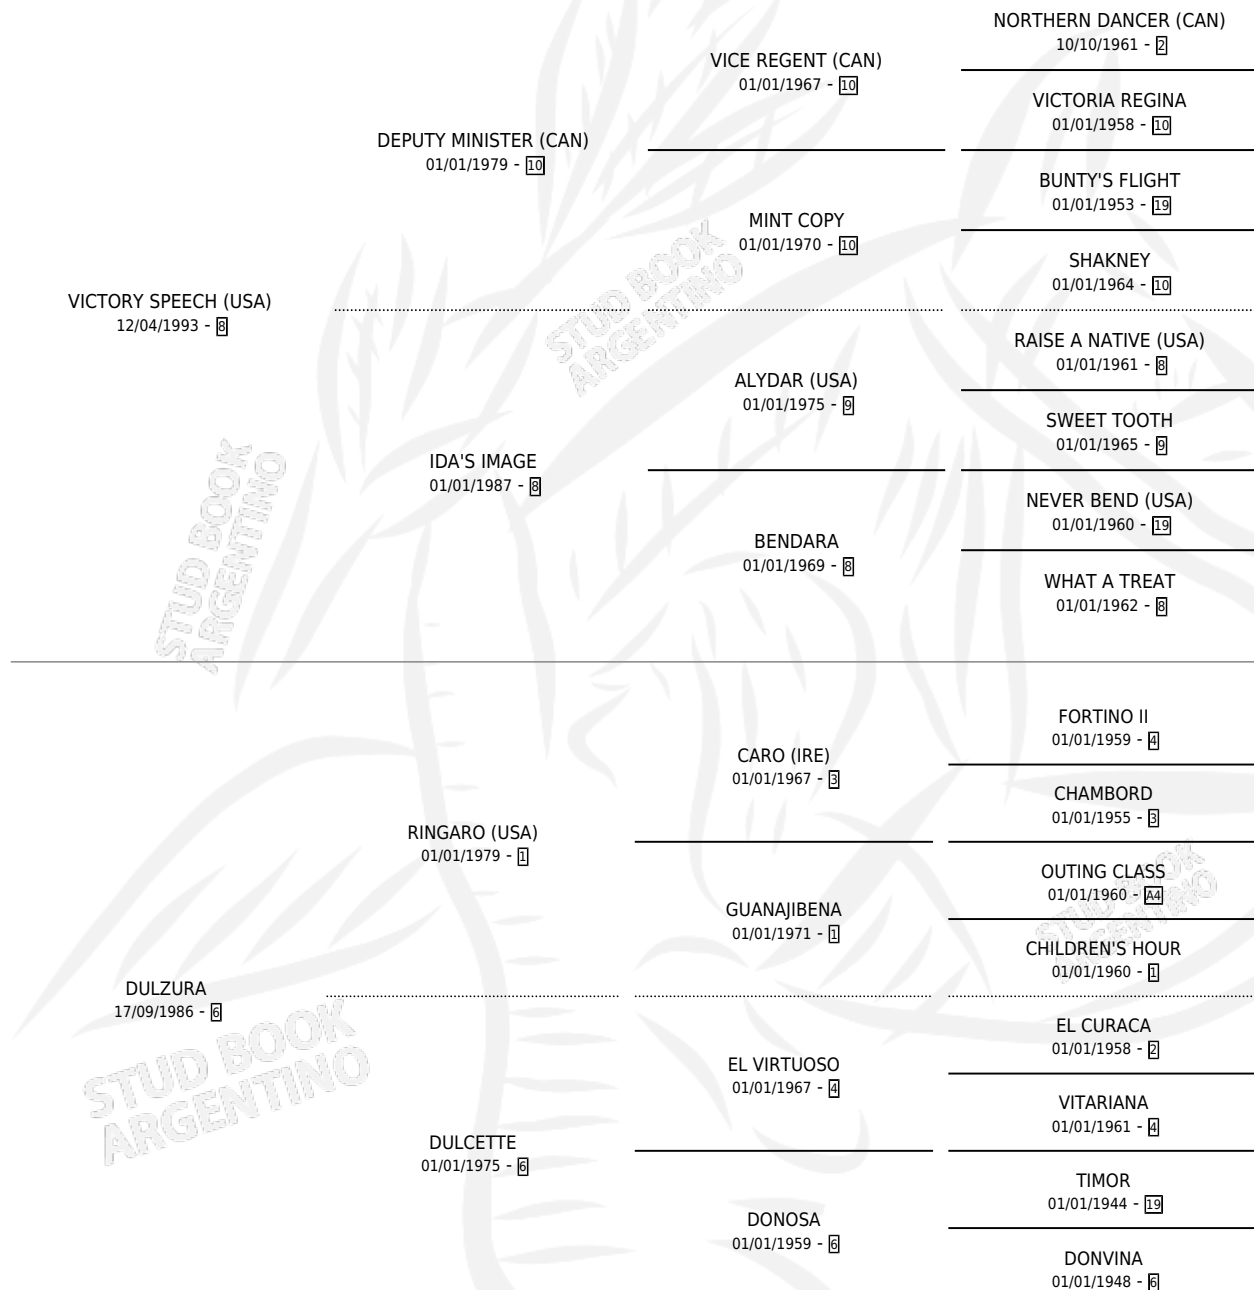 NORTHERN DANCER (CAN)
10/10/1961 - 2
VICE REGENT (CAN)
01/01/1967 - 10
VICTORIA REGINA
01/01/1958 - 10
DEPUTY MINISTER (CAN)
01/01/1979 - 10
BUNTY'S FLIGHT
01/01/1953 - 19
MINT COPY
01/01/1970 - 10
SHAKNEY
01/01/1964 - 10
VICTORY SPEECH (USA)
12/04/1993 - 8
STUD BOOK
ARGENTINO
RAISE A NATIVE (USA)
01/01/1961 - 8
ALYDAR (USA)
01/01/1975 - 9
SWEET TOOTH
01/01/1965 - 9
IDA'S IMAGE
01/01/1987 - 8
NEVER BEND (USA)
01/01/1960 - 19
BENDARA
01/01/1969 - 8
WHAT A TREAT
01/01/1962 - 8
STUD BOOK
ARGENTINO
FORTINO II
01/01/1959 - 4
CARO (IRE)
01/01/1967 - 3
CHAMBORD
01/01/1955 - 3
RINGARO (USA)
01/01/1979 - 1
OUTING CLASS
01/01/1960 - A4
GUANAJIBENA
01/01/1971 - 1
CHILDREN'S HOUR
01/01/1960 - 1
STUD BOOK
ARGENTINO
DULZURA
17/09/1986 - 6
STUD BOOK
ARGENTINO
EL CURACA
01/01/1958 - 2
EL VIRTUOSO
01/01/1967 - 4
VITARIANA
01/01/1961 - 4
DULCETTE
01/01/1975 - 6
TIMOR
01/01/1944 - 19
DONOSA
01/01/1959 - 6
DONVINA
01/01/1948 - 6